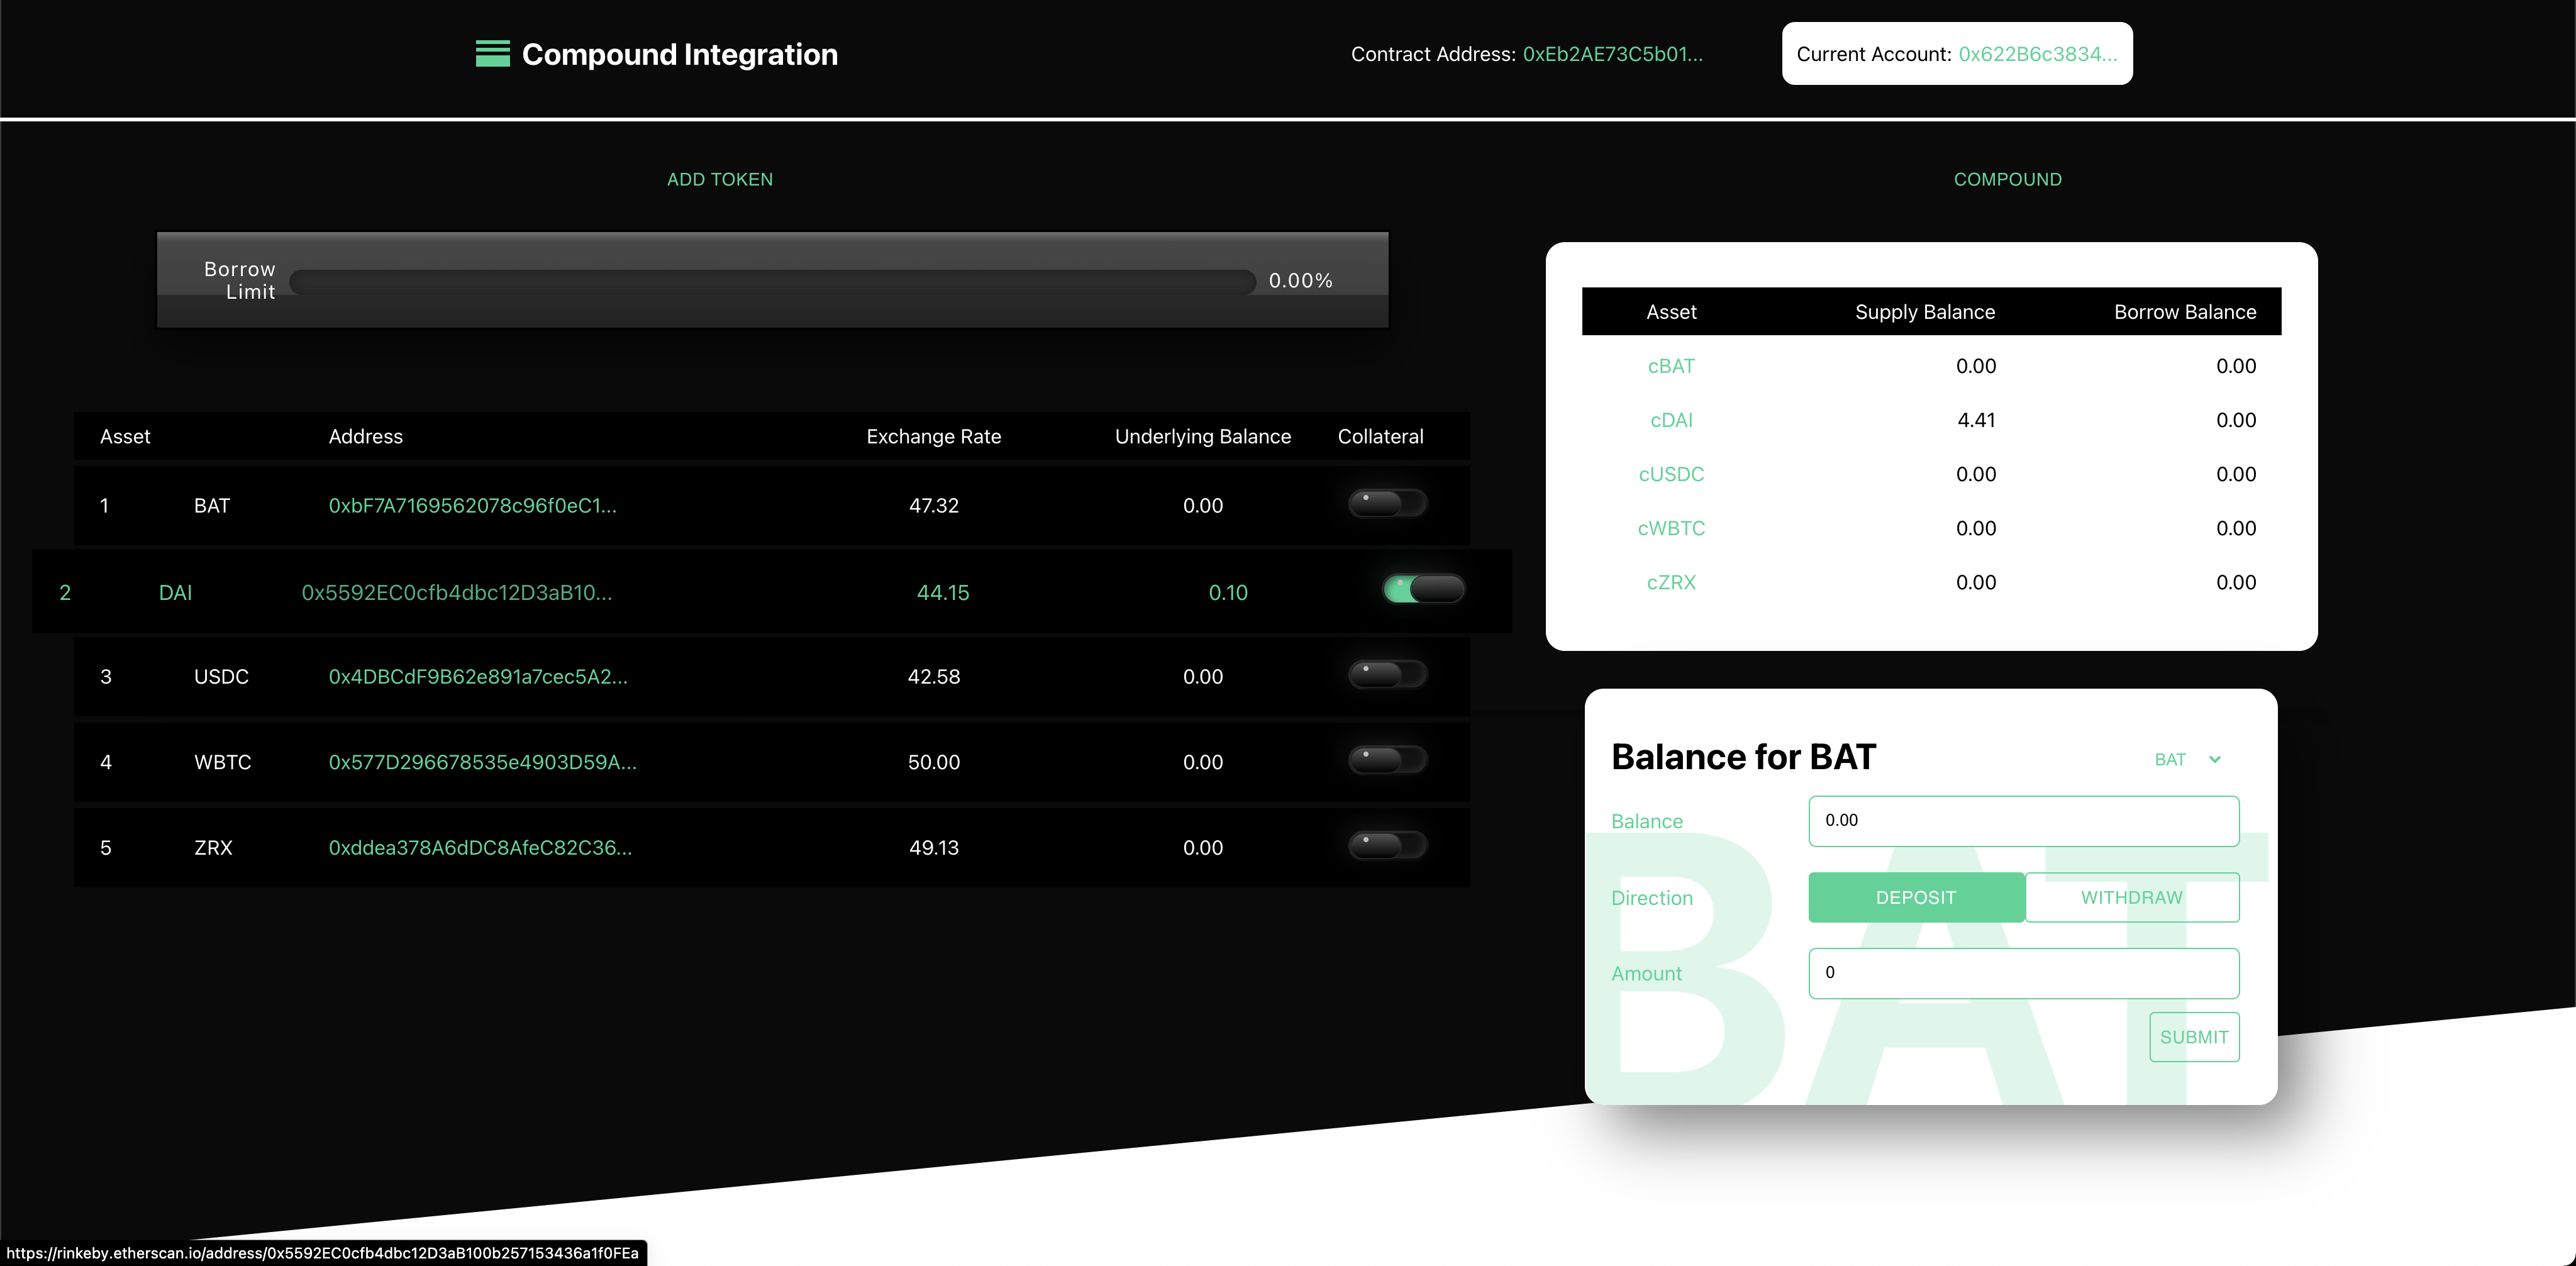 Compound Integration
Contract Address: 0xEb2AE73C5b01...
Current Account: 0x622B6c3834...
ADD TOKEN
Borrow
Limit
0.00%
Asset Address Exchange Rate Underlying Balance Collateral
1 BAT 0xbF7A7169562078c96f0eC1... 47.32 0.00
2 DAI 0x5592EC0cfb4dbc12D3aB10... 44.15 0.10
3 USDC 0x4DBCdF9B62e891a7cec5A2... 42.58 0.00
4 WBTC 0x577D296678535e4903D59A... 50.00 0.00
5 ZRX 0xddea378A6dDC8AfeC82C36... 49.13 0.00
COMPOUND
Asset Supply Balance Borrow Balance
cBAT 0.00 0.00
cDAI 4.41 0.00
cUSDC 0.00 0.00
cWBTC 0.00 0.00
cZRX 0.00 0.00
Balance for BAT
BAT
Balance 0.00
Direction DEPOSIT WITHDRAW
Amount 0
SUBMIT
BAT
https://rinkeby.etherscan.io/address/0x5592EC0cfb4dbc12D3aB100b257153436a1f0FEa